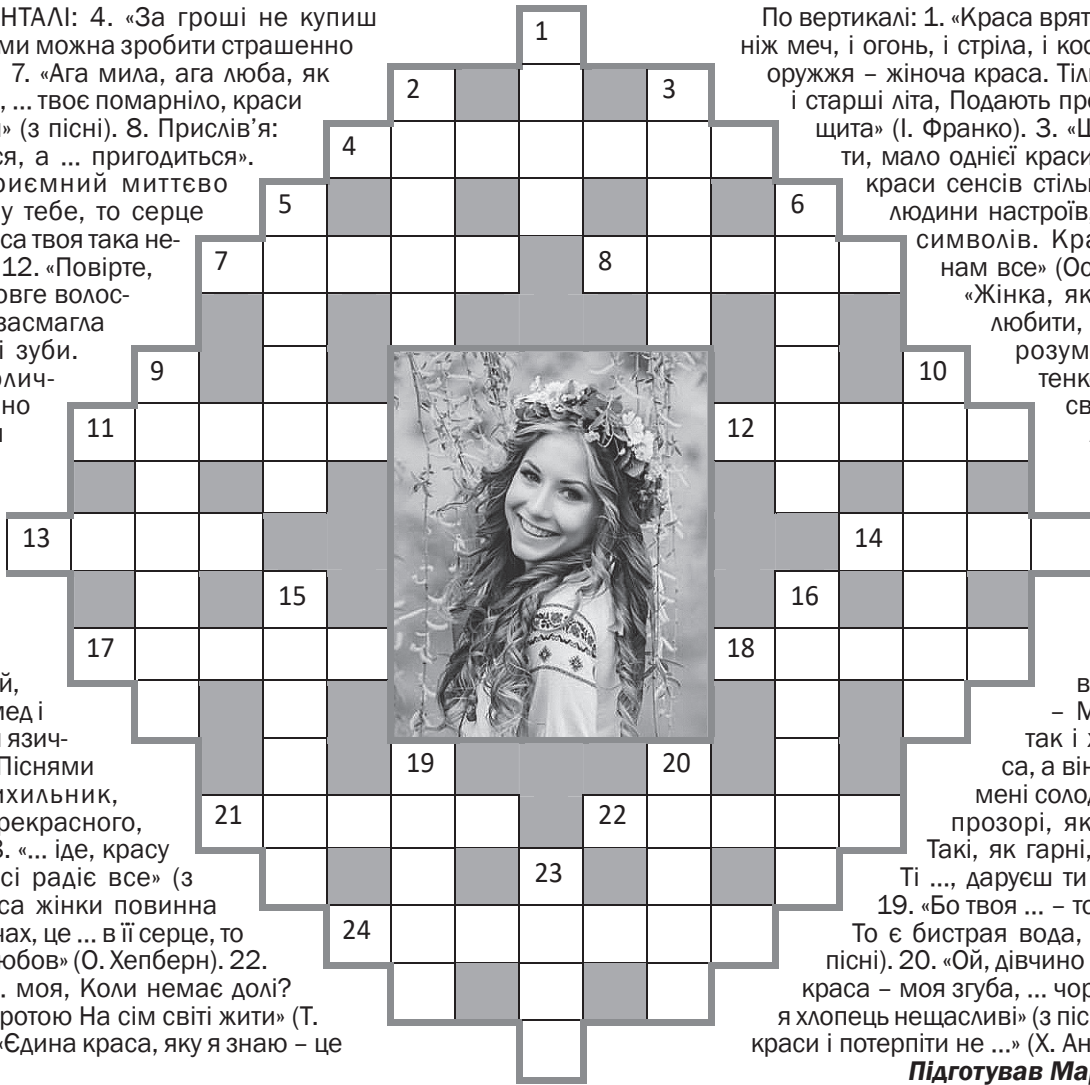 НТАЛІ: 4. «За гроші не купиш
ми можна зробити страшенно
7. «Ага мила, ага люба, як
, ... твоє помарніло, краси
» (з пісні). 8. Прислів’я:
ся, а ... пригодиться».
риємний миттєво
у тебе, то серце
са твоя така не-
12. «Повірте,
овге волос-
засмагла
і зуби.
олич-
но
1
2
3
4
5
6
7
8
9
10
11
12
13
14
15
16
17
18
19
20
21
22
23
24
й,
мед і
язич-
Піснями
ихильник,
рекрасного,
. «... іде, красу
сі радіє все» (з
са жінки повинна
чах, це ... в її серце, то
юбов» (О. Хепберн). 22.
. моя, Коли немає долі?
ротою На сім світі жити» (Т.
«Єдина краса, яку я знаю – це
По вертикалі: 1. «Краса врят
ніж меч, і огонь, і стріла, і кос
оружжя – жіноча краса. Тіл
і старші літа, Подають пр
щита» (І. Франко). 3. «Щ
ти, мало однієї краси
краси сенсів стіль
людини настроїв
символів. Кра
нам все» (Ос
«Жінка, як
любити,
розум
тенк
св
в
– М
так і
са, а він
мені соло
прозорі, як
Такі, як гарні,
Ті ..., даруєш ти
19. «Бо твоя ... – то
То є бистрая вода,
пісні). 20. «Ой, дівчино
краса – моя згуба, ... чор
я хлопець нещасливі» (з піс
краси і потерпіти не ...» (Х. Ан
Підготував Ма